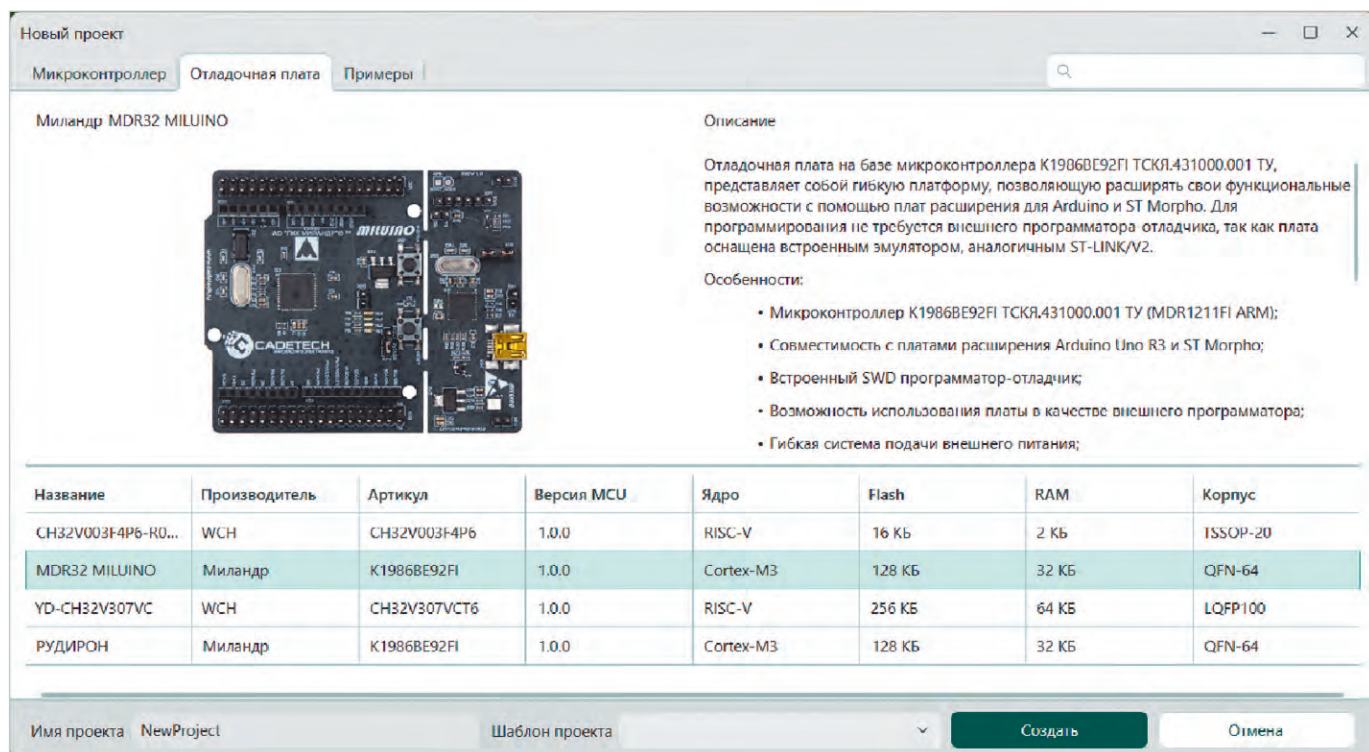 Новый проект
Микроконтроллер Отладочная плата Примеры
Миландр MDR32 MILUINO
Описание
Отладочная плата на базе микроконтроллера K1986BE92FI ТСКЯ.431000.001 ТУ,
представляет собой гибкую платформу, позволяющую расширять свои функциональные
возможности с помощью плат расширения для Arduino и ST Morpho. Для
программирования не требуется внешнего программатора-отладчика, так как плата
оснащена встроенным эмулятором, аналогичным ST-LINK/V2.
Особенности:
• Микроконтроллер K1986BE92FI ТСКЯ.431000.001 ТУ (MDR1211FI ARM);
• Совместимость с платами расширения Arduino Uno R3 и ST Morpho;
• Встроенный SWD программатор-отладчик;
• Возможность использования платы в качестве внешнего программатора;
• Гибкая система подачи внешнего питания;
MILUINO
CADETECH
Название Производитель Артикул Версия MCU Ядро Flash RAM Корпус
CH32V003F4P6-R0... WCH CH32V003F4P6 1.0.0 RISC-V 16 КБ 2 КБ TSSOP-20
MDR32 MILUINO Миландр K1986BE92FI 1.0.0 Cortex-M3 128 КБ 32 КБ QFN-64
YD-CH32V307VC WCH CH32V307VCT6 1.0.0 RISC-V 256 КБ 64 КБ LQFP100
РУДИРОН Миландр K1986BE92FI 1.0.0 Cortex-M3 128 КБ 32 КБ QFN-64
Имя проекта NewProject Шаблон проекта Создать Отмена